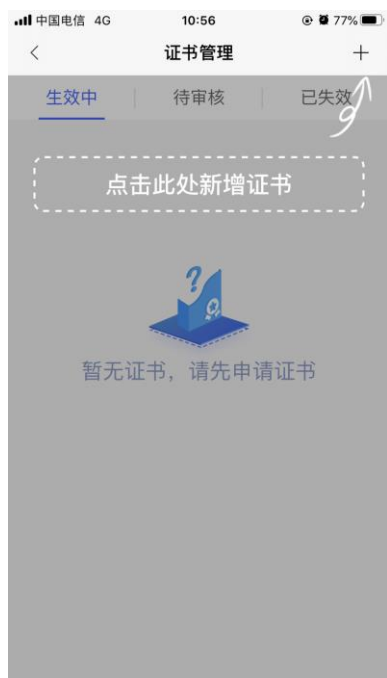 中国电信 4G 10:56 77%
证书管理
生效中 待审核 已失效
点击此处新增证书
暂无证书，请先申请证书